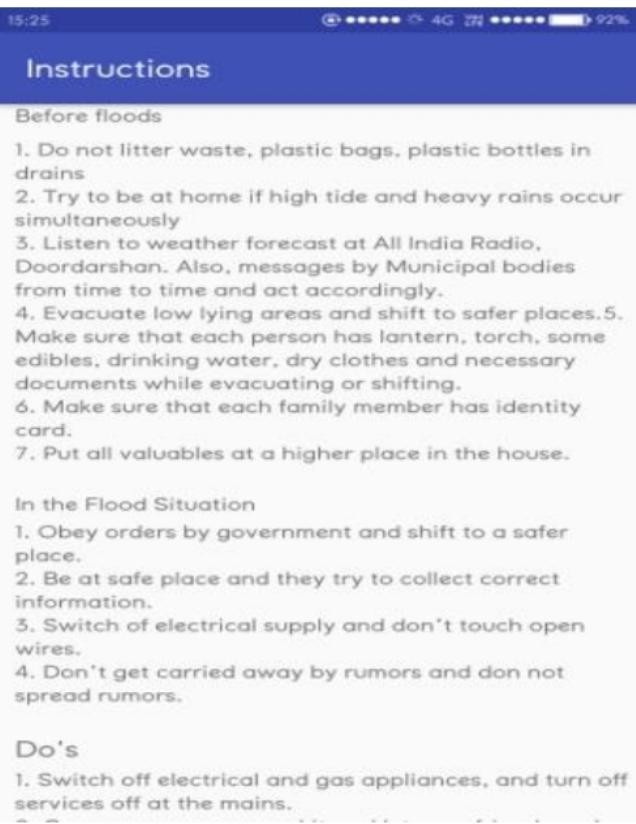 15:25 4G 92%
Instructions
Before floods
1. Do not litter waste, plastic bags, plastic bottles in
drains
2. Try to be at home if high tide and heavy rains occur
simultaneously
3. Listen to weather forecast at All India Radio,
Doordarshan. Also, messages by Municipal bodies
from time to time and act accordingly.
4. Evacuate low lying areas and shift to safer places.5.
Make sure that each person has lantern, torch, some
edibles, drinking water, dry clothes and necessary
documents while evacuating or shifting.
6. Make sure that each family member has identity
card.
7. Put all valuables at a higher place in the house.
In the Flood Situation
1. Obey orders by government and shift to a safer
place.
2. Be at safe place and they try to collect correct
information.
3. Switch of electrical supply and don't touch open
wires.
4. Don't get carried away by rumors and don not
spread rumors.
Do's
1. Switch off electrical and gas appliances, and turn off
services off at the mains.